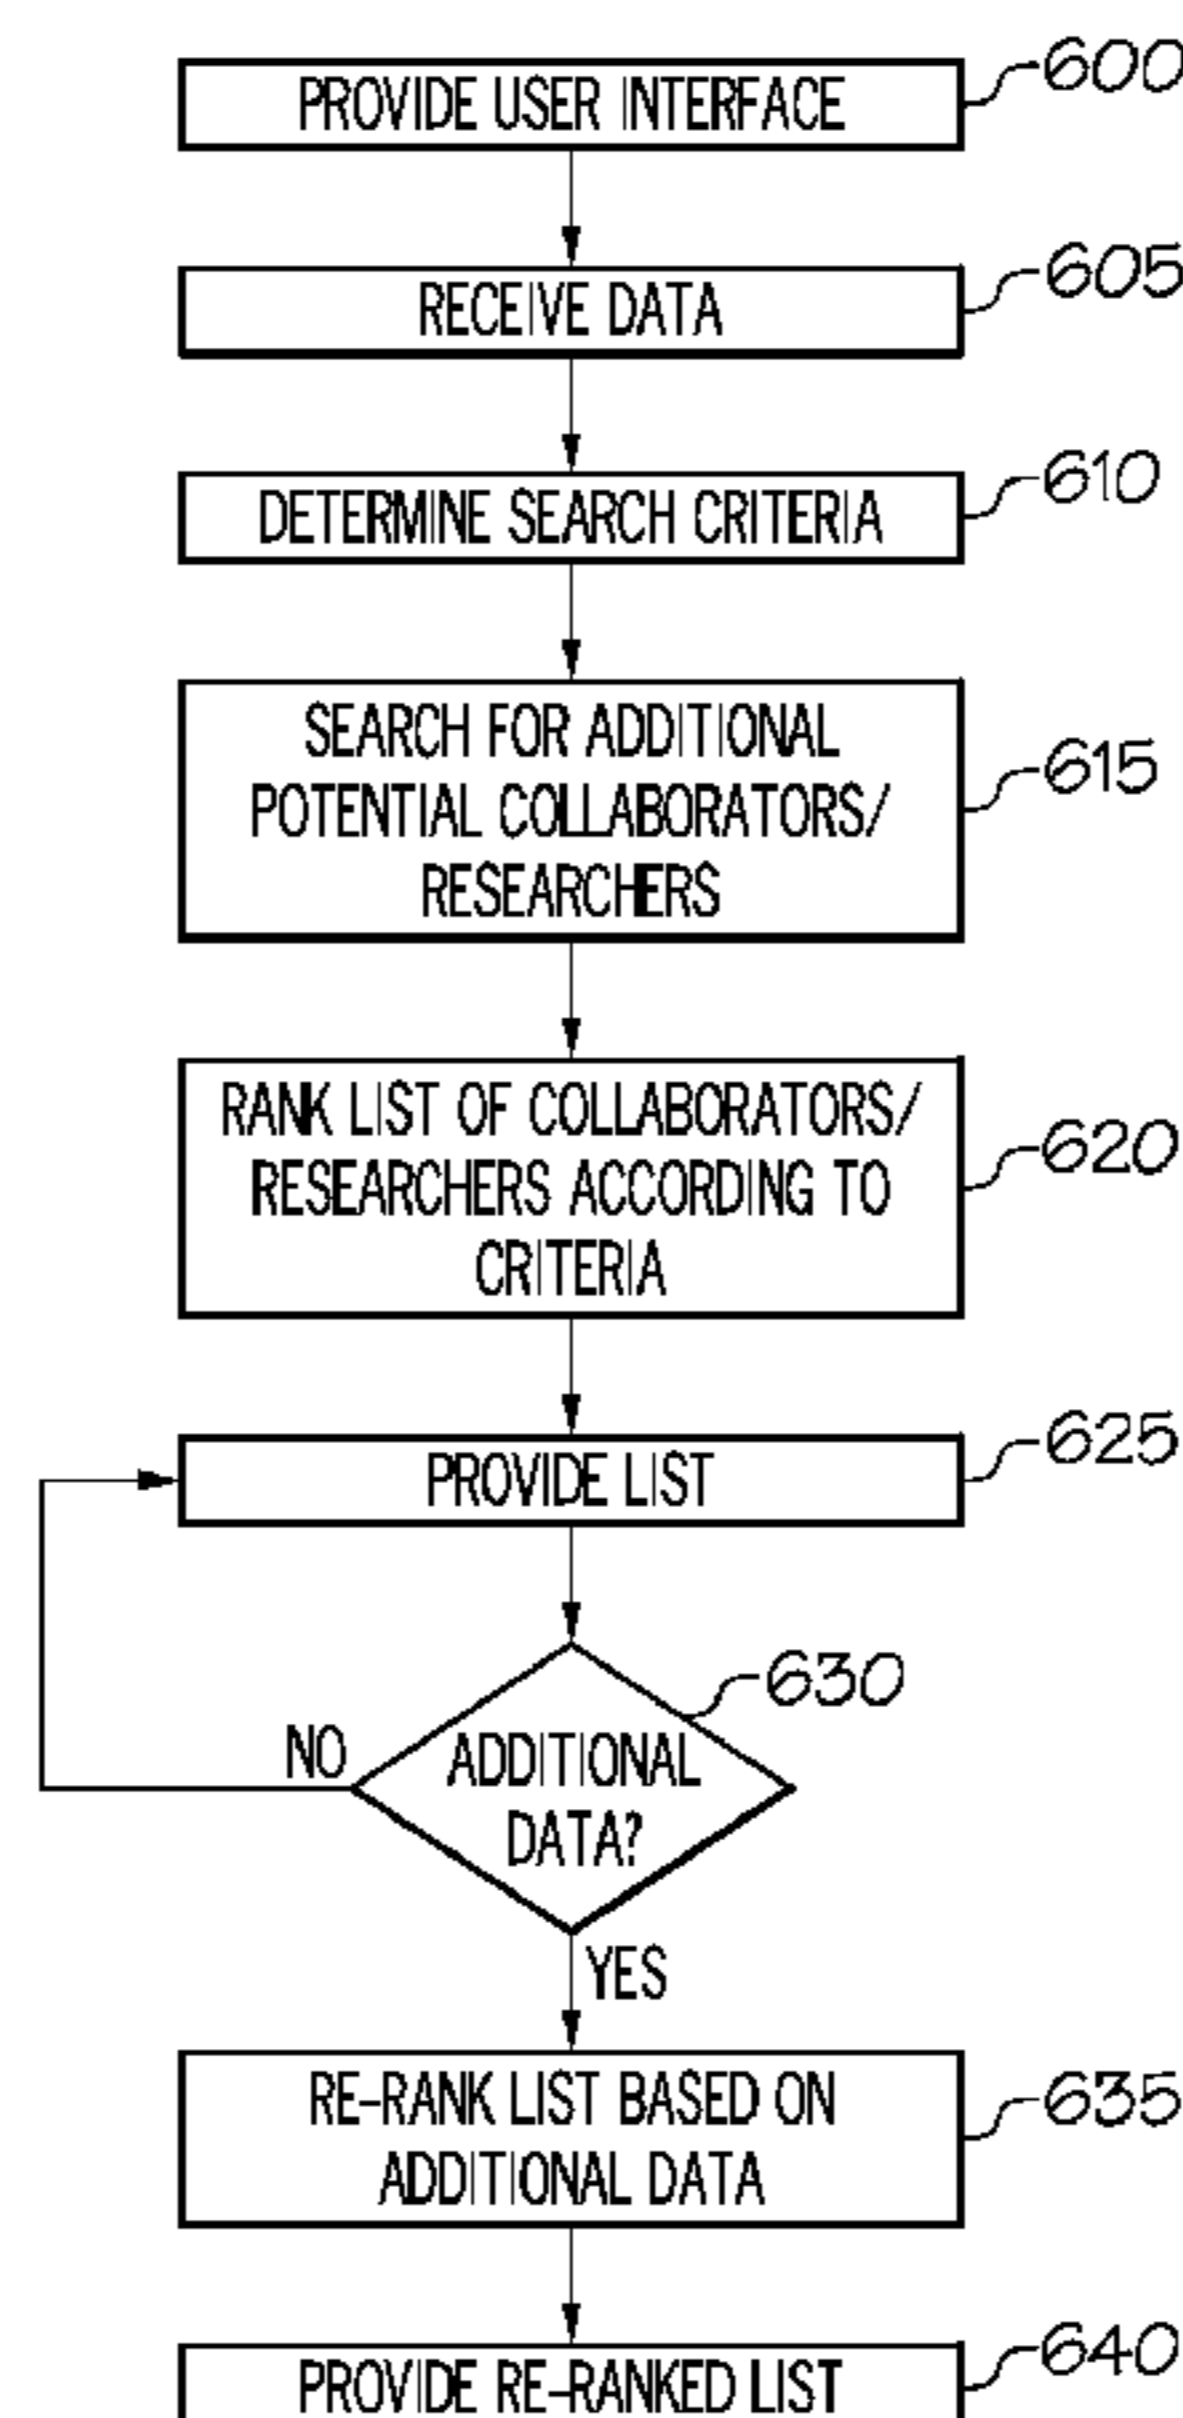 PROVIDE USER INTERFACE
600
RECEIVE DATA
605
DETERMINE SEARCH CRITERIA
610
SEARCH FOR ADDITIONAL
POTENTIAL COLLABORATORS/
RESEARCHERS
615
RANK LIST OF COLLABORATORS/
RESEARCHERS ACCORDING TO
CRITERIA
620
PROVIDE LIST
625
630
NO
ADDITIONAL
DATA?
YES
RE-RANK LIST BASED ON
ADDITIONAL DATA
635
PROVIDE RE-RANKED LIST
640